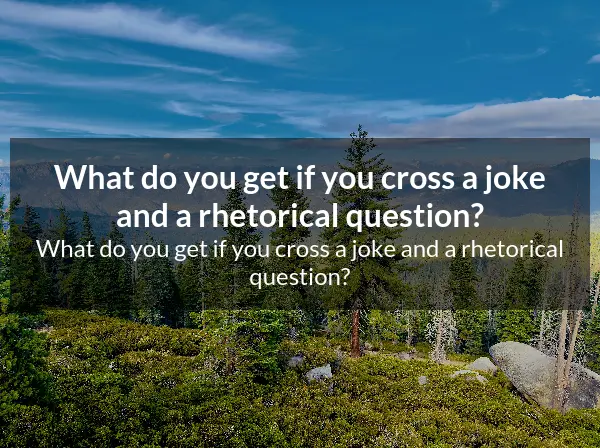 What do you get if you cross a joke
and a rhetorical question?
What do you get if you cross a joke and a rhetorical
question?